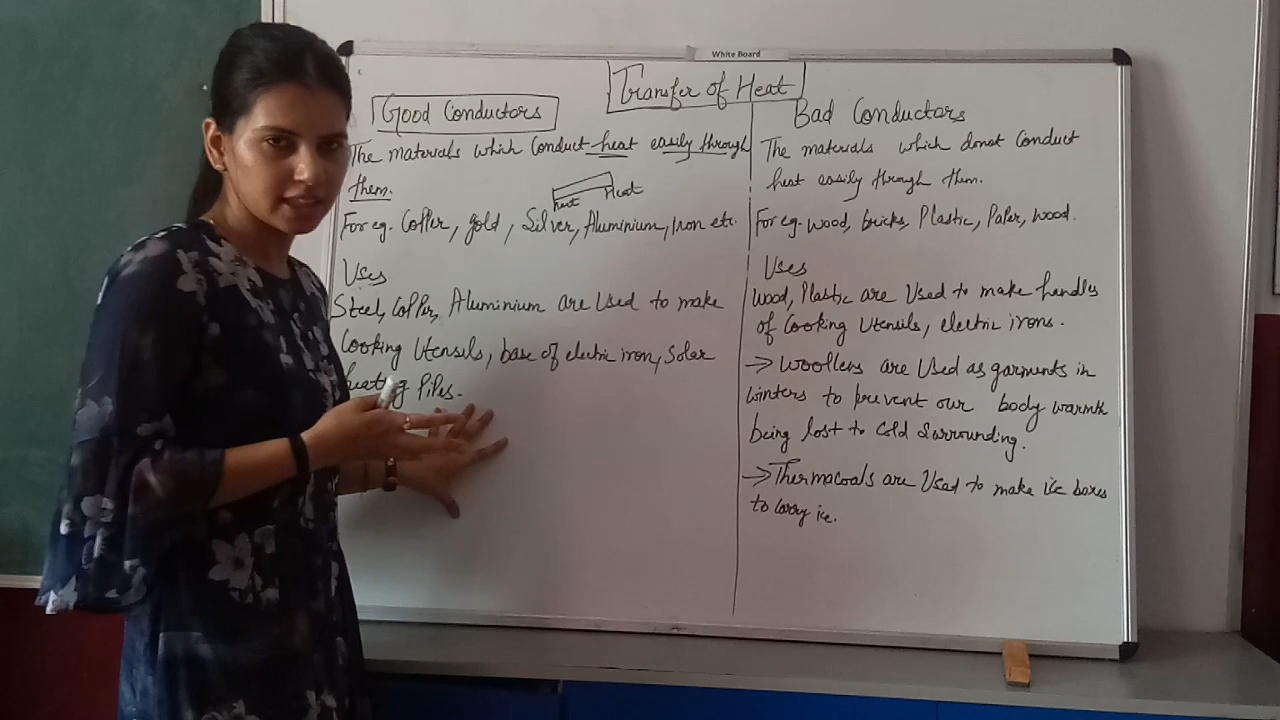 White Board
Transfer of Heat
Good Conductors
The materials which conduct heat easily through
them.
heat Heat
For eg. Copper, gold, Silver, Aluminium, Iron etc.
Uses
Steel, Copper, Aluminium are Used to make
Cooking Utensils, base of electric iron, Solar
heating Pipes.
Bad Conductors
The materials which donot Conduct
heat easily through them.
For eg. wood, bricks, Plastic, Paper, wood.
Uses
Wood, Plastic are Used to make handles
of Cooking Utensils, electric irons.
→ Woollens are Used as garments in
winters to prevent our body warmth
being lost to Cold Surrounding.
→ Thermacoals are Used to make ice boxes
to carry ice.